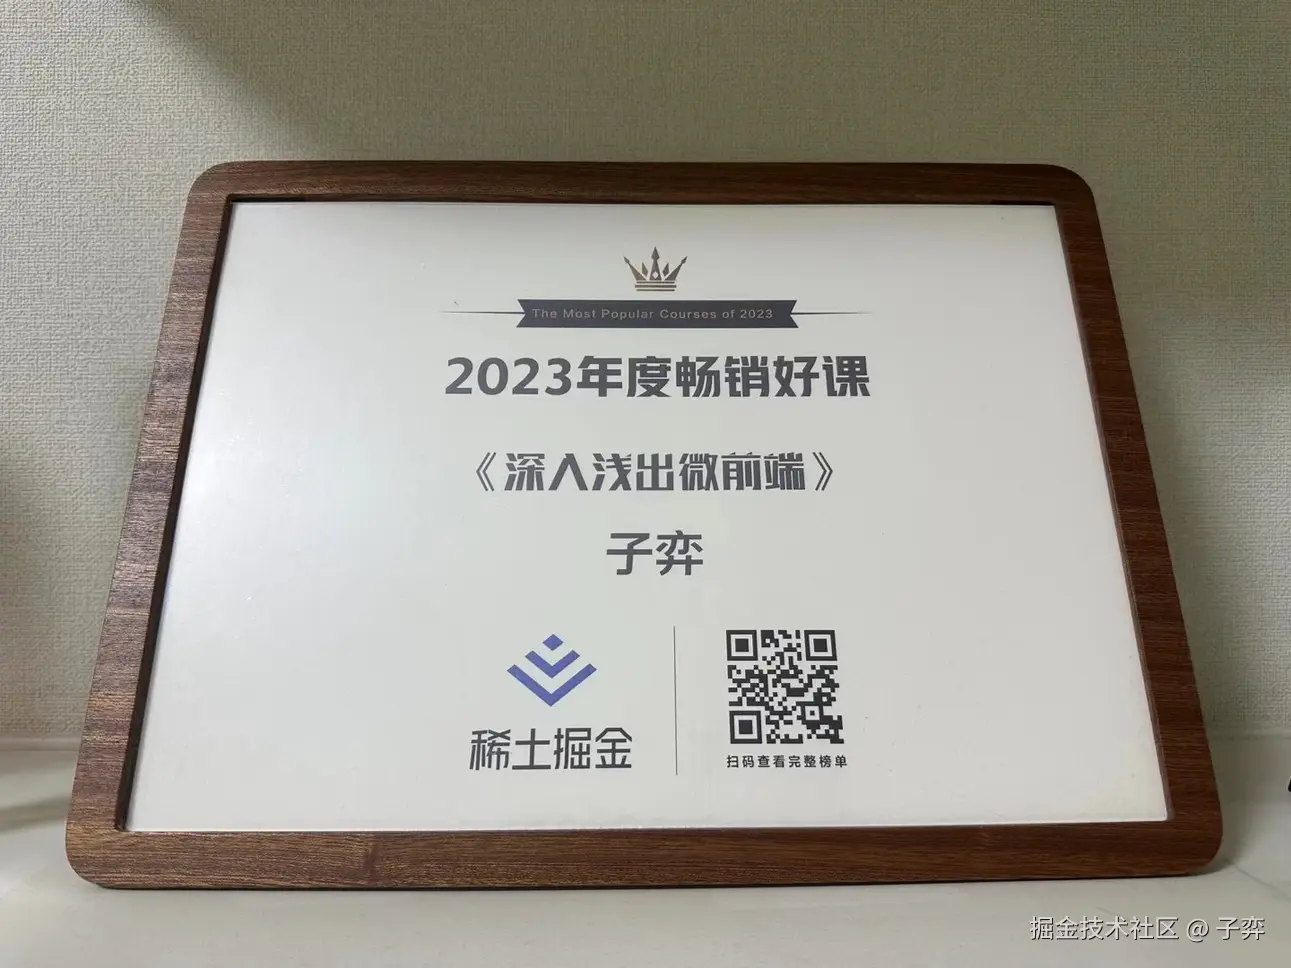 The Most Popular Courses of 2023
2023年度畅销好课
《深入浅出微前端》
子弈
稀土掘金
扫码查看完整榜单
掘金技术社区 @ 子弈